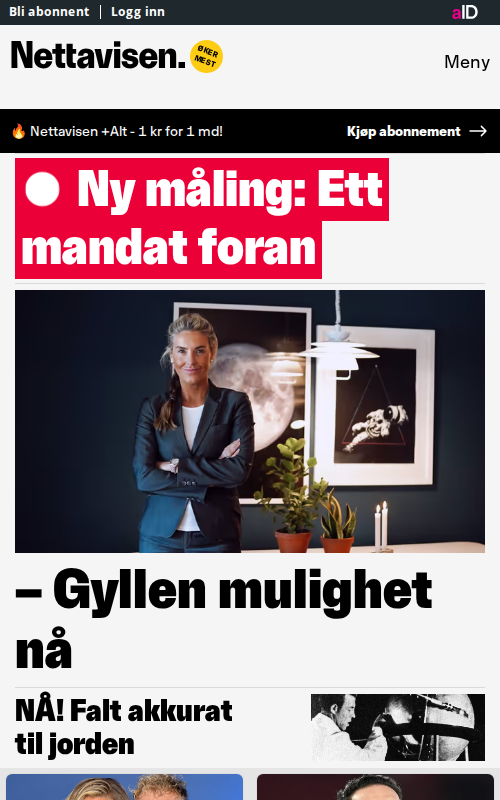 Bli abonnent
Logg inn
aID
Nettavisen.
ØKER
MEST
Meny
🔥 Nettavisen +Alt - 1 kr for 1 md!
Kjøp abonnement →
Ny måling: Ett
mandat foran
– Gyllen mulighet
nå
NÅ! Falt akkurat
til jorden